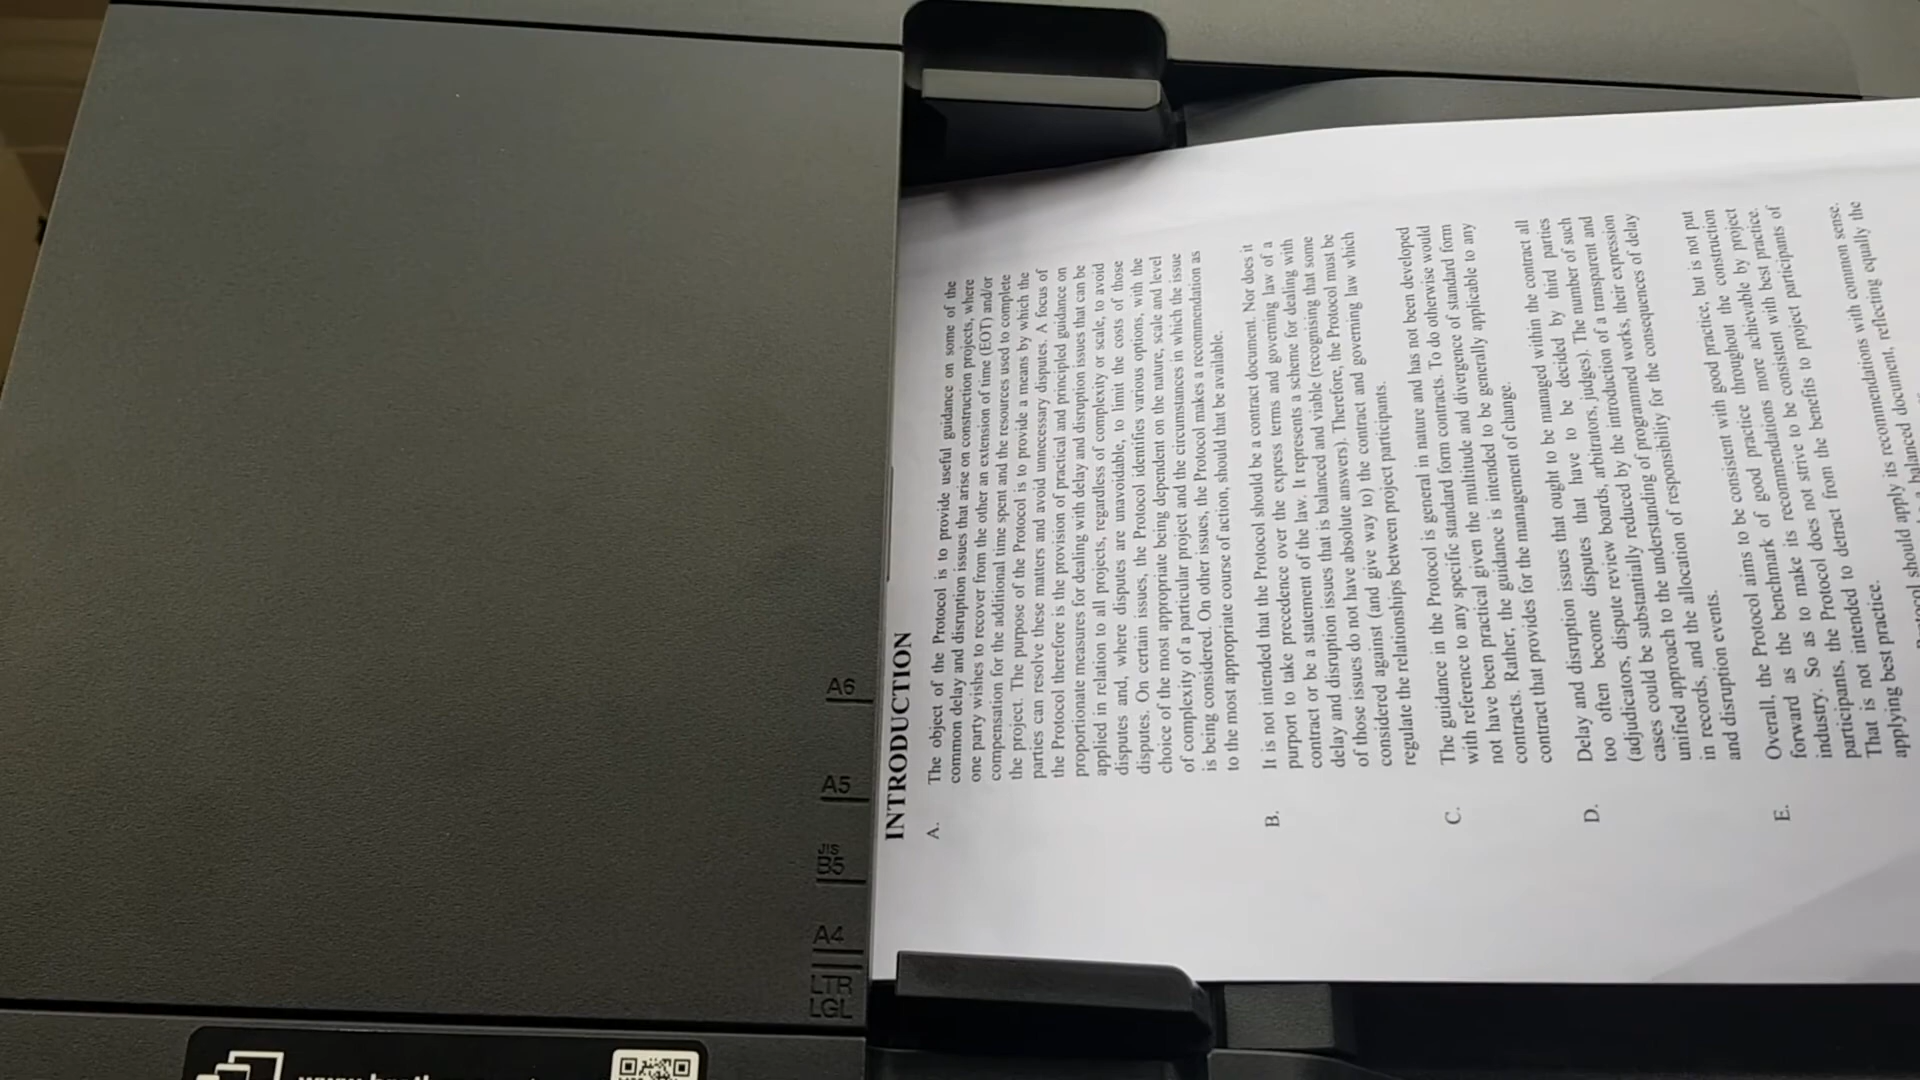 INTRODUCTION
A. The object of the Protocol is to provide useful guidance on some of the
common delay and disruption issues that arise on construction projects, where
one party wishes to recover from the other an extension of time (EOT) and/or
compensation for the additional time spent and the resources used to complete
the project. The purpose of the Protocol is to provide a means by which the
parties can resolve these matters and avoid unnecessary disputes. A focus of
the Protocol therefore is the provision of practical and principled guidance on
proportionate measures for dealing with delay and disruption issues that can be
applied in relation to all projects, regardless of complexity or scale, to avoid
disputes and, where disputes are unavoidable, to limit the costs of those
disputes. On certain issues, the Protocol identifies various options, with the
choice of the most appropriate being dependent on the nature, scale and level
of complexity of a particular project and the circumstances in which the issue
is being considered. On other issues, the Protocol makes a recommendation as
to the most appropriate course of action, should that be available.
B. It is not intended that the Protocol should be a contract document. Nor does it
purport to take precedence over the express terms and governing law of a
contract or be a statement of the law. It represents a scheme for dealing with
delay and disruption issues that is balanced and viable (recognising that some
of those issues do not have absolute answers). Therefore, the Protocol must be
considered against (and give way to) the contract and governing law which
regulate the relationships between project participants.
C. The guidance in the Protocol is general in nature and has not been developed
with reference to any specific standard form contracts. To do otherwise would
not have been practical given the multitude and divergence of standard form
contracts. Rather, the guidance is intended to be generally applicable to any
contract that provides for the management of change.
D. Delay and disruption issues that ought to be managed within the contract all
too often become disputes that have to be decided by third parties
(adjudicators, dispute review boards, arbitrators, judges). The number of such
cases could be substantially reduced by the introduction of a transparent and
unified approach to the understanding of programmed works, their expression
in records, and the allocation of responsibility for the consequences of delay
and disruption events.
E. Overall, the Protocol aims to be consistent with good practice, but is not put
forward as the benchmark of good practice throughout the construction
industry. So as to make its recommendations more achievable by project
participants, the Protocol does not strive to be consistent with best practice.
That is not intended to detract from the benefits to project participants of
applying best practice.
Protocol should apply its recommendations with common sense.
a balanced document, reflecting equally the
A6
A5
JIS
B5
A4
LTR
LGL